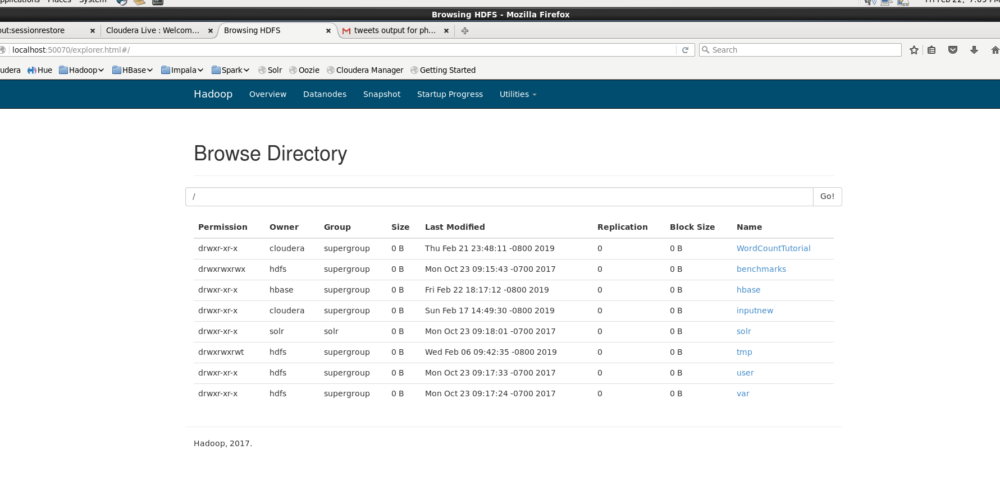 System
Browsing HDFS - Mozilla Firefox
out:sessionrestore Cloudera Live : Welcom... Browsing HDFS tweets output for ph...
localhost:50070/explorer.html#/ Search
udera Hue Hadoop HBase Impala Spark Solr Oozie Cloudera Manager Getting Started
Hadoop Overview Datanodes Snapshot Startup Progress Utilities
Browse Directory
/ Go!
Permission Owner Group Size Last Modified Replication Block Size Name
drwxr-xr-x cloudera supergroup 0 B Thu Feb 21 23:48:11 -0800 2019 0 0 B WordCountTutorial
drwxrwxrwx hdfs supergroup 0 B Mon Oct 23 09:15:43 -0700 2017 0 0 B benchmarks
drwxr-xr-x hbase supergroup 0 B Fri Feb 22 18:17:12 -0800 2019 0 0 B hbase
drwxr-xr-x cloudera supergroup 0 B Sun Feb 17 14:49:30 -0800 2019 0 0 B inputnew
drwxr-xr-x solr solr 0 B Mon Oct 23 09:18:01 -0700 2017 0 0 B solr
drwxrwxrwt hdfs supergroup 0 B Wed Feb 06 09:42:35 -0800 2019 0 0 B tmp
drwxr-xr-x hdfs supergroup 0 B Mon Oct 23 09:17:33 -0700 2017 0 0 B user
drwxr-xr-x hdfs supergroup 0 B Mon Oct 23 09:17:24 -0700 2017 0 0 B var
Hadoop, 2017.